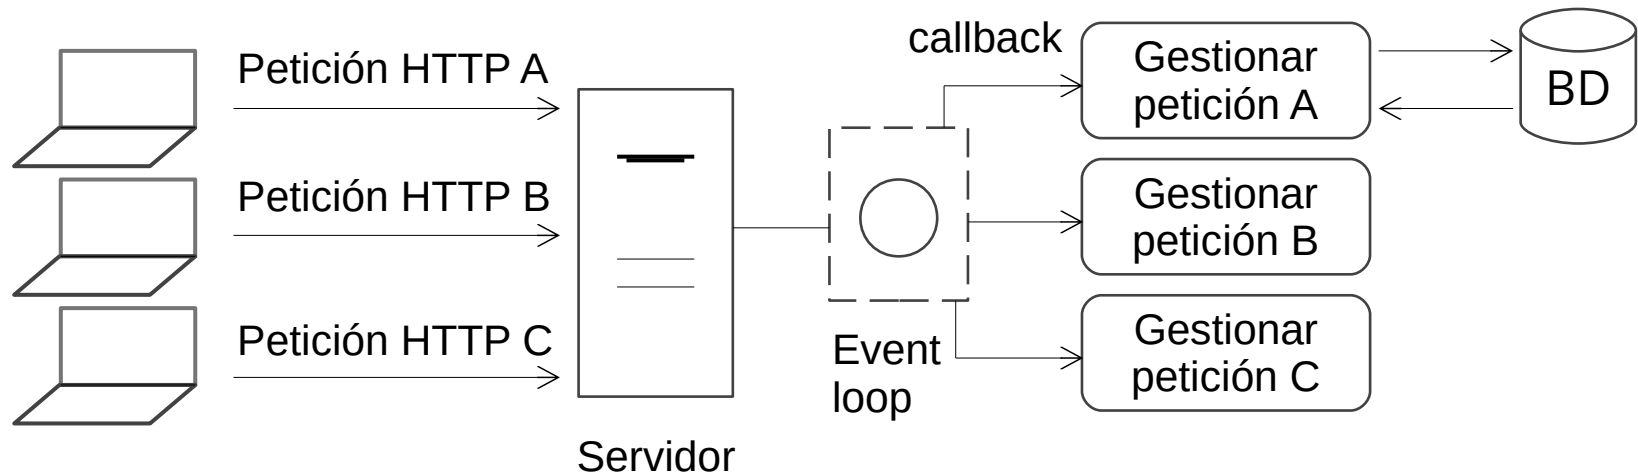 callback
Gestionar
petición A
BD
Petición HTTP A
Petición HTTP B
Gestionar
petición B
Petición HTTP C
Event
loop
Gestionar
petición C
Servidor